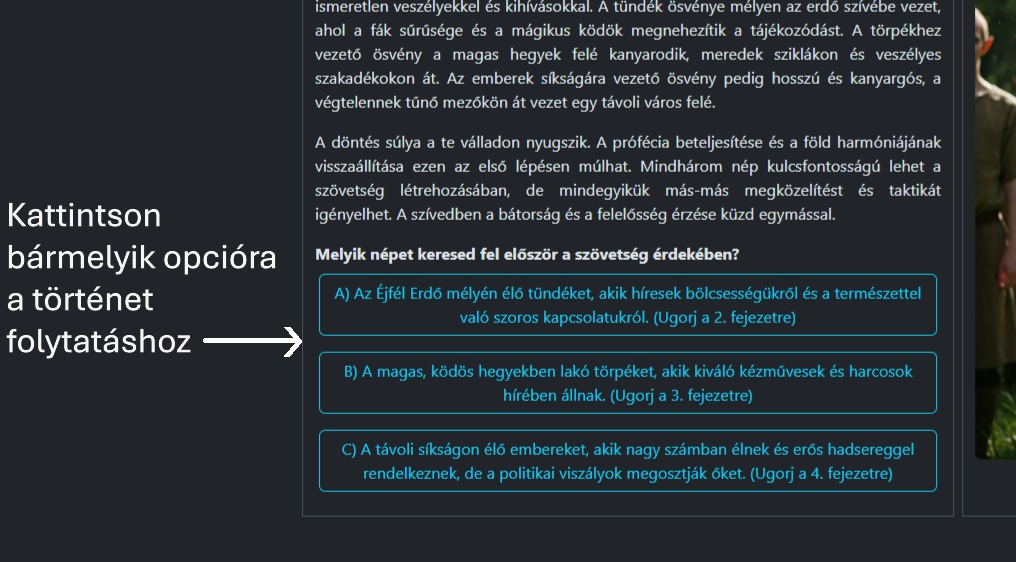 ismeretlen veszélyekkel és kihívásokkal. A tündék ösvénye mélyen az erdő szívébe vezet,
ahol a fák sűrűsége és a mágikus ködök megnehezítik a tájékozódást. A törpékhez
vezető ösvény a magas hegyek felé kanyarodik, meredek sziklákon és veszélyes
szakadékokon át. Az emberek síkságára vezető ösvény pedig hosszú és kanyargós, a
végtelennek tűnő mezőkön át vezet egy távoli város felé.
A döntés súlya a te válladon nyugszik. A prófécia beteljesítése és a föld harmóniájának
visszaállítása ezen az első lépésen múlhat. Mindhárom nép kulcsfontosságú lehet a
szövetség létrehozásában, de mindegyikük más-más megközelítést és taktikát
igényelhet. A szívedben a bátorság és a felelősség érzése küzd egymással.
Kattintson
bármelyik opcióra
a történet
folytatáshoz
Melyik népet keresed fel először a szövetség érdekében?
A) Az Éjfél Erdő mélyén élő tündéket, akik híresek bölcsességükről és a természettel
való szoros kapcsolatukról. (Ugorj a 2. fejezetre)
B) A magas, ködös hegyekben lakó törpéket, akik kiváló kézművesek és harcosok
hírében állnak. (Ugorj a 3. fejezetre)
C) A távoli síkságon élő embereket, akik nagy számban élnek és erős hadsereggel
rendelkeznek, de a politikai viszályok megosztják őket. (Ugorj a 4. fejezetre)